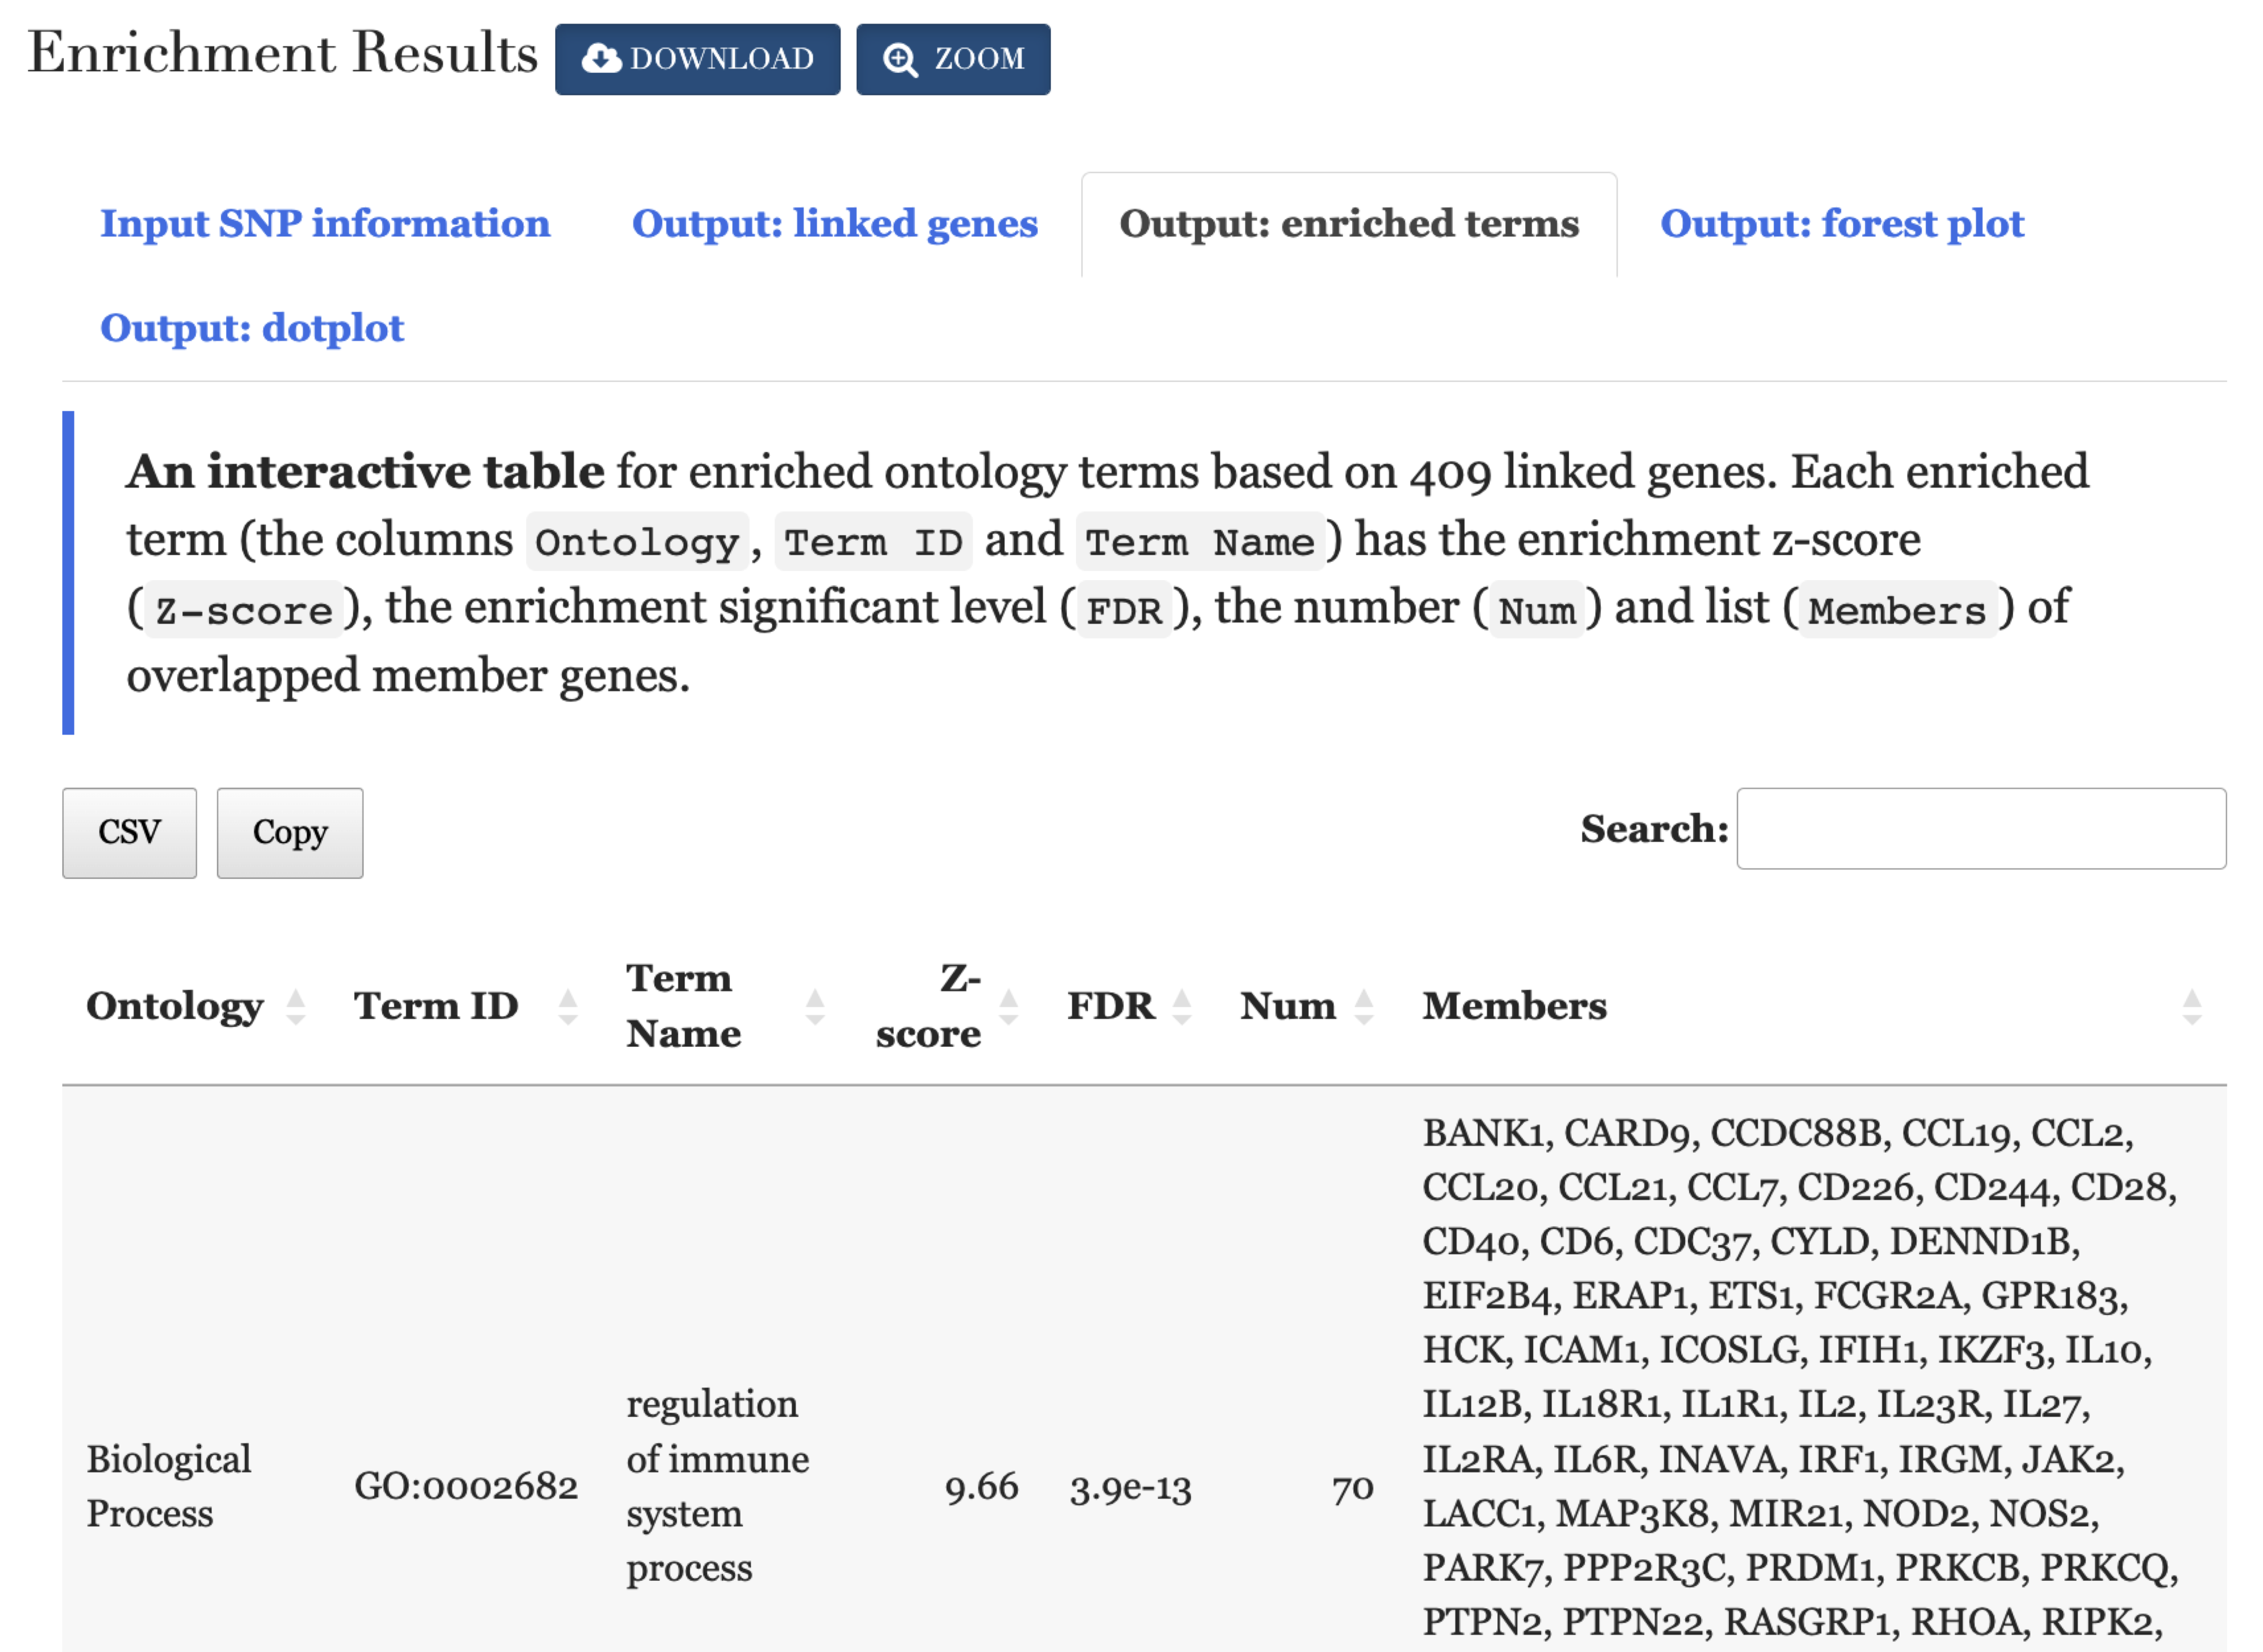 Enrichment Results DOWNLOAD ZOOM
Input SNP information Output: linked genes Output: enriched terms Output: forest plot
Output: dotplot
An interactive table for enriched ontology terms based on 409 linked genes. Each enriched
term (the columns Ontology, Term ID and Term Name) has the enrichment z-score
(Z-score), the enrichment significant level (FDR), the number (Num) and list (Members) of
overlapped member genes.
CSV Copy Search:
Ontology Term ID Term Name Z-score FDR Num Members
Biological Process GO:0002682 regulation of immune system process 9.66 3.9e-13 70
BANK1, CARD9, CCDC88B, CCL19, CCL2,
CCL20, CCL21, CCL7, CD226, CD244, CD28,
CD40, CD6, CDC37, CYLD, DENND1B,
EIF2B4, ERAP1, ETS1, FCGR2A, GPR183,
HCK, ICAM1, ICOSLG, IFIH1, IKZF3, IL10,
IL12B, IL18R1, IL1R1, IL2, IL23R, IL27,
IL2RA, IL6R, INAVA, IRF1, IRGM, JAK2,
LACC1, MAP3K8, MIR21, NOD2, NOS2,
PARK7, PPP2R3C, PRDM1, PRKCB, PRKCQ,
PTPN2, PTPN22, RASGRP1, RHOA, RIPK2,